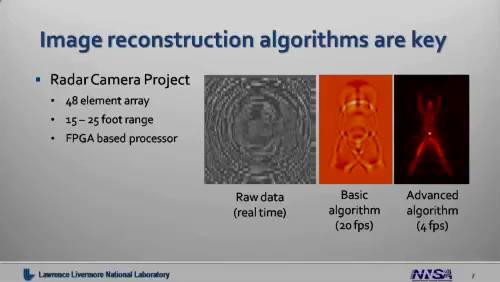 Image reconstruction algorithms are key
Radar Camera Project
48 element array
15 – 25 foot range
FPGA based processor
Raw data
(real time)
Basic
algorithm
(20 fps)
Advanced
algorithm
(4 fps)
Lawrence Livermore National Laboratory
NNSA